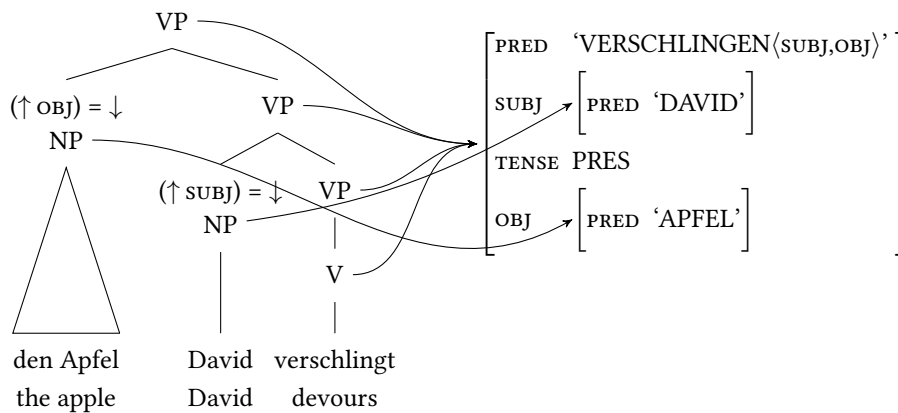 VP
PRED ‘VERSCHLINGEN⟨SUBJ,OBJ⟩’
(↑ OBJ) = ↓
NP
VP
SUBJ [PRED ‘DAVID’]
TENSE PRES
(↑ SUBJ) = ↓
NP
VP
OBJ [PRED ‘APFEL’]
V
den Apfel David verschlingt
the apple David devours